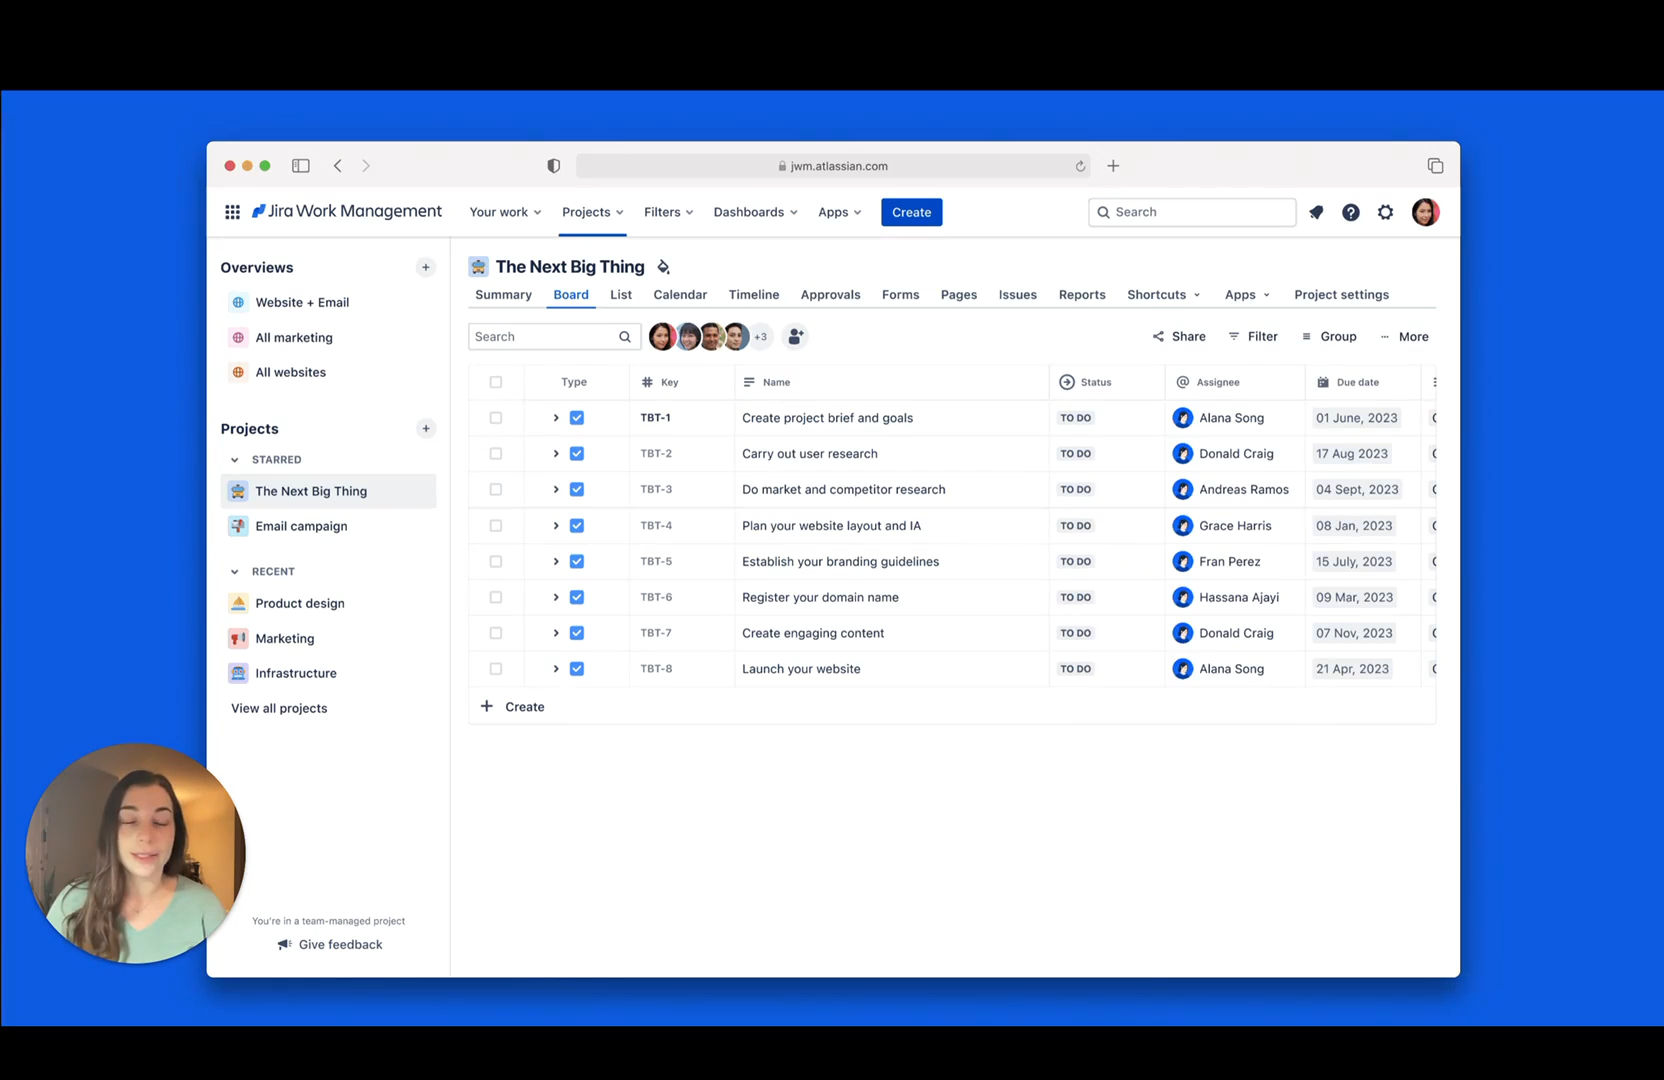 jwm.atlassian.com
Jira Work Management Your work Projects Filters Dashboards Apps Create Search
Overviews
Website + Email
All marketing
All websites
Projects
STARRED
The Next Big Thing
Email campaign
RECENT
Product design
Marketing
Infrastructure
View all projects
You're in a team-managed project
Give feedback
The Next Big Thing
Summary Board List Calendar Timeline Approvals Forms Pages Issues Reports Shortcuts Apps Project settings
Search +3 Share Filter Group More
Type # Key Name Status @ Assignee Due date
TBT-1 Create project brief and goals TO DO Alana Song 01 June, 2023
TBT-2 Carry out user research TO DO Donald Craig 17 Aug 2023
TBT-3 Do market and competitor research TO DO Andreas Ramos 04 Sept, 2023
TBT-4 Plan your website layout and IA TO DO Grace Harris 08 Jan, 2023
TBT-5 Establish your branding guidelines TO DO Fran Perez 15 July, 2023
TBT-6 Register your domain name TO DO Hassana Ajayi 09 Mar, 2023
TBT-7 Create engaging content TO DO Donald Craig 07 Nov, 2023
TBT-8 Launch your website TO DO Alana Song 21 Apr, 2023
+ Create